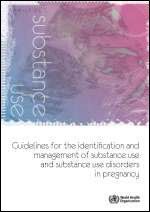 substance
use
Guidelines for the identification and
management of substance use
and substance use disorders
in pregnancy
World Health
Organization